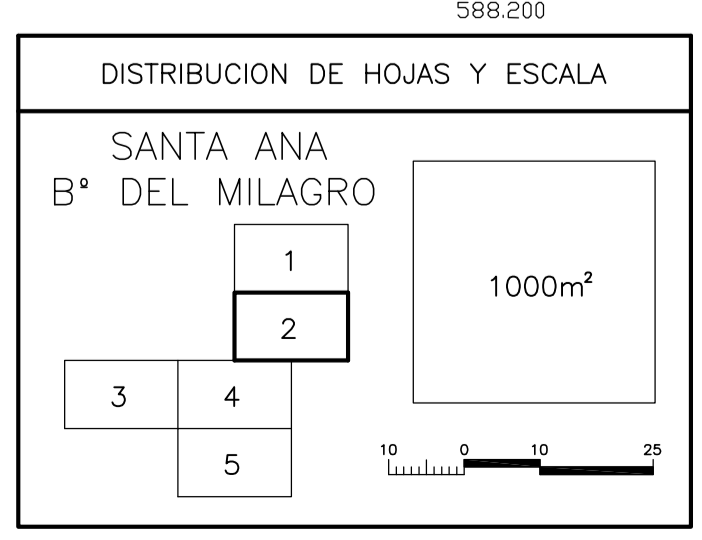 588.200
DISTRIBUCION DE HOJAS Y ESCALA
SANTA ANA
Bº DEL MILAGRO
1
2
3 4
5
1000m²
10 0 10 25